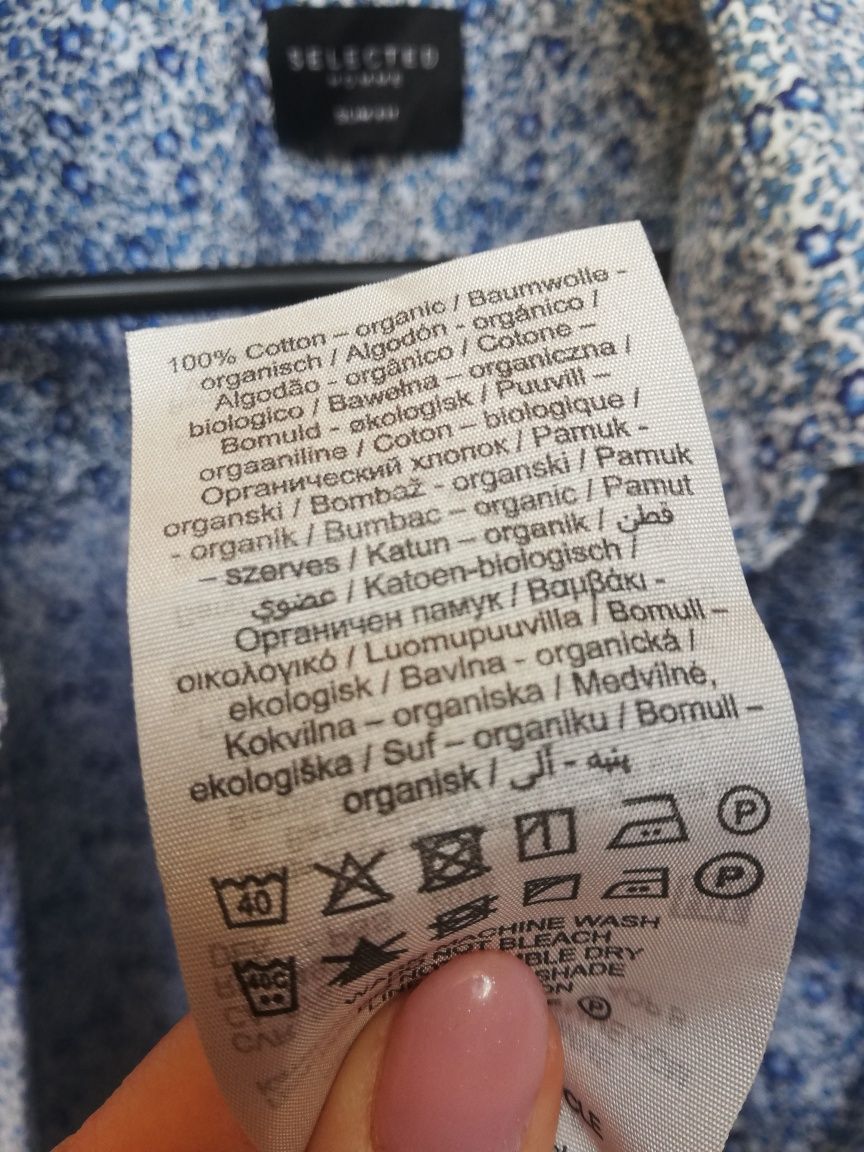 SELECTED
HOMME
SLIM FIT
100% Cotton – organic / Baumwolle -
organisch / Algodón - orgánico /
Algodão - orgânico / Cotone –
biologico / Bawełna – organiczna /
Bomuld - økologisk / Puuvill –
orgaaniline / Coton – biologique /
Органический хлопок / Pamuk -
organski / Bombaž - organski / Pamuk
- organik / Bumbac – organic / Pamut
– szerves / Katun – organik / قطن
عضوي / Katoen-biologisch /
Органичен памук / Βαμβάκι -
οικολογικό / Luomupuuvilla / Bomull –
ekologisk / Bavlna - organická /
Kokvilna – organiska / Medvilnė,
ekologiška / Suf – organiku / Bomull –
organisk / پنبه - آلی
40 P
40C P
MACHINE WASH
NOT BLEACH
DRY
SHADE
P